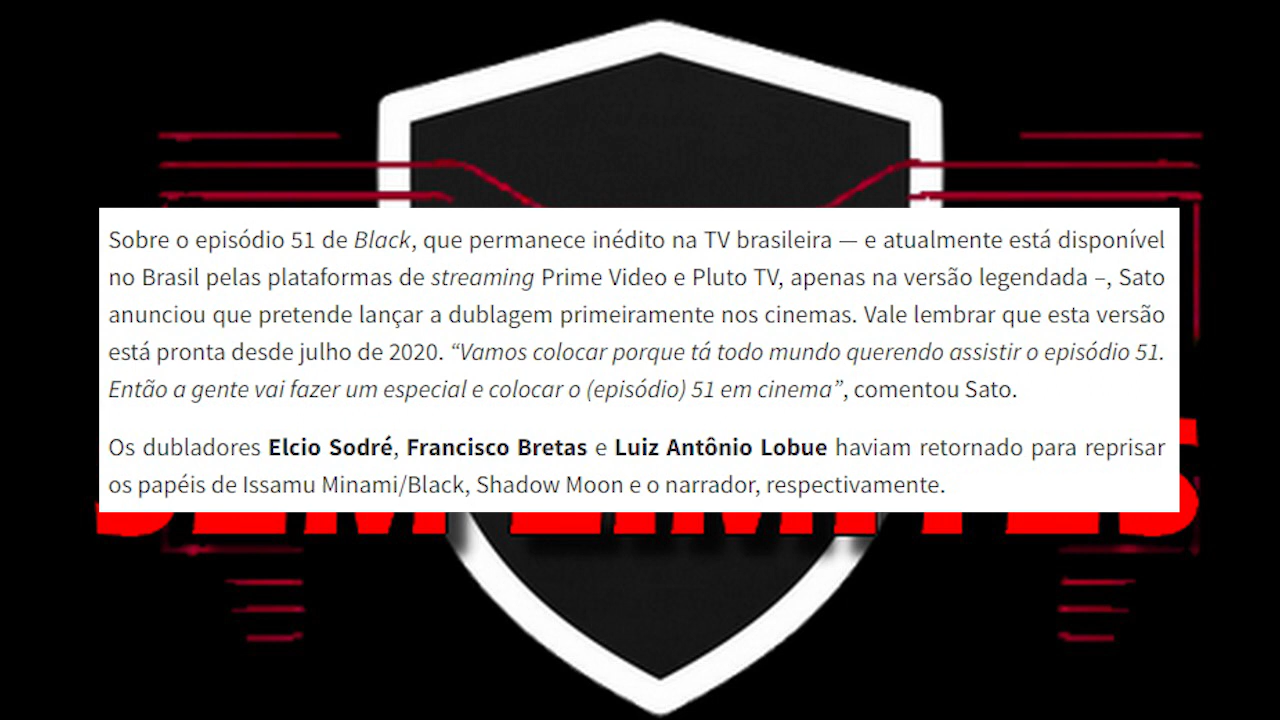 Sobre o episódio 51 de Black, que permanece inédito na TV brasileira — e atualmente está disponível
no Brasil pelas plataformas de streaming Prime Video e Pluto TV, apenas na versão legendada –, Sato
anunciou que pretende lançar a dublagem primeiramente nos cinemas. Vale lembrar que esta versão
está pronta desde julho de 2020. “Vamos colocar porque tá todo mundo querendo assistir o episódio 51.
Então a gente vai fazer um especial e colocar o (episódio) 51 em cinema”, comentou Sato.
Os dubladores Elcio Sodré, Francisco Bretas e Luiz Antônio Lobue haviam retornado para reprisar
os papéis de Issamu Minami/Black, Shadow Moon e o narrador, respectivamente.
SEM LIMITES